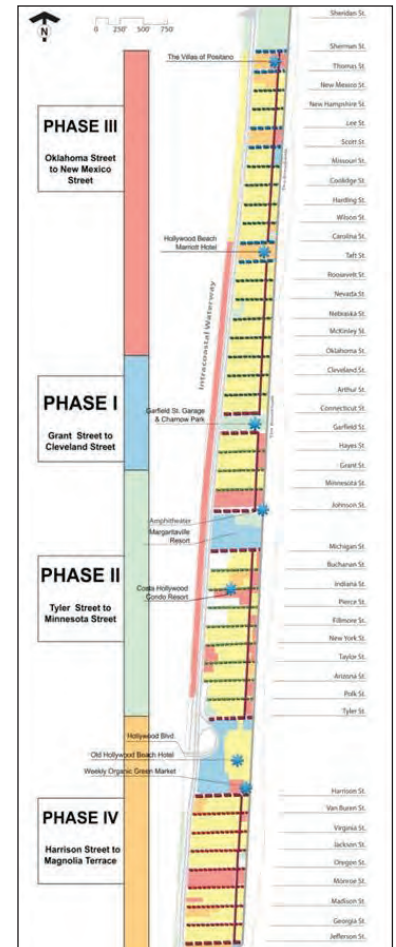 N
0 250' 500' 750'
PHASE III
Oklahoma Street
to New Mexico
Street
PHASE I
Grant Street to
Cleveland Street
PHASE II
Tyler Street to
Minnesota Street
PHASE IV
Harrison Street to
Magnolia Terrace
The Villas of Positano
Hollywood Beach
Marriott Hotel
Intracoastal Waterway
Garfield St. Garage
& Charnow Park
Amphitheater
Margaritaville
Resort
Costa Hollywood
Condo Resort
Hollywood Blvd.
Old Hollywood Beach Hotel
Weekly Organic Green Market
The Broadwalk
The Broadwalk
Sheridan St.
Sherman St.
Thomas St.
New Mexico St.
New Hampshire St.
Lee St.
Scott St.
Missouri St.
Coolidge St.
Harding St.
Wilson St.
Carolina St.
Taft St.
Roosevelt St.
Nevada St.
Nebraska St.
McKinley St.
Oklahoma St.
Cleveland St.
Arthur St.
Connecticut St.
Garfield St.
Hayes St.
Grant St.
Minnesota St.
Johnson St.
Michigan St.
Buchanan St.
Indiana St.
Pierce St.
Fillmore St.
New York St.
Taylor St.
Arizona St.
Polk St.
Tyler St.
Harrison St.
Van Buren St.
Virginia St.
Jackson St.
Oregon St.
Monroe St.
Madison St.
Georgia St.
Jefferson St.